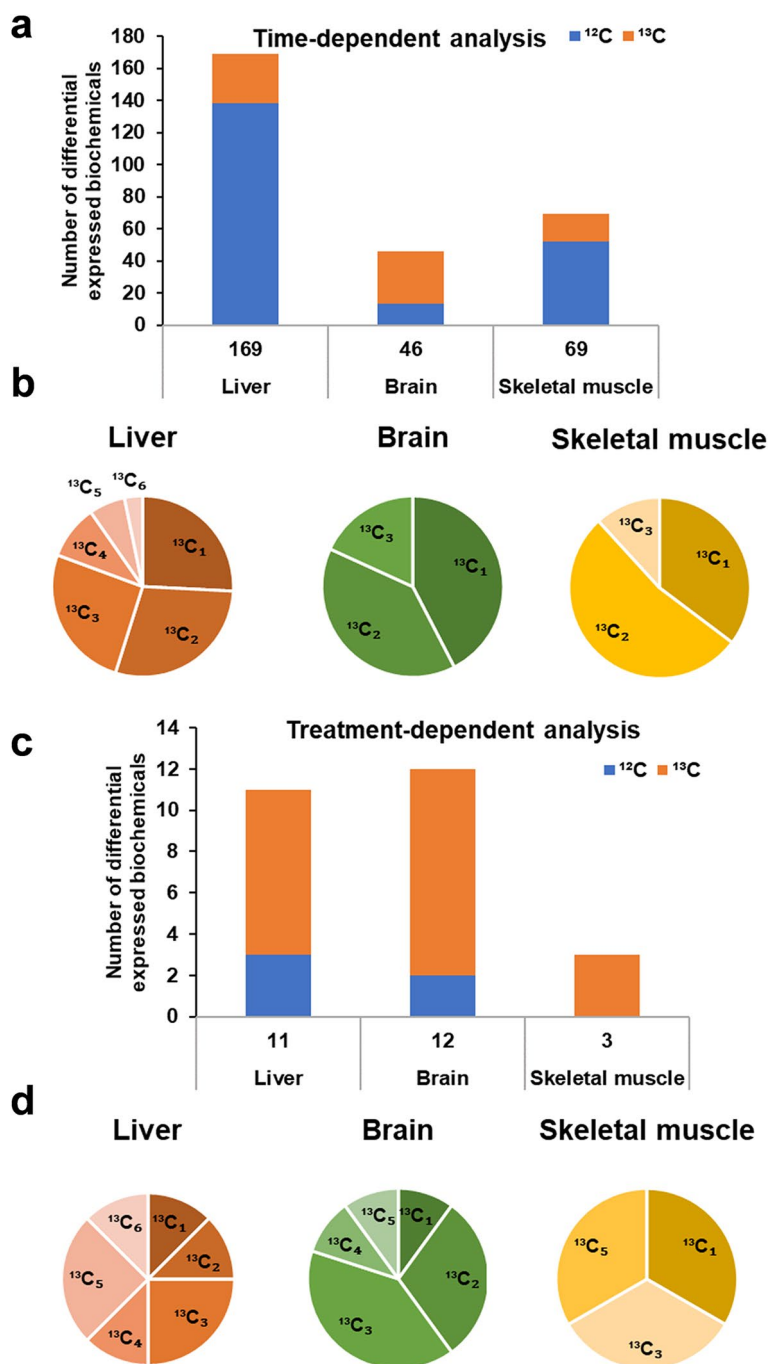 a
Time-dependent analysis
¹²C ¹³C
Number of differential
expressed biochemicals
180
160
140
120
100
80
60
40
20
0
169 46 69
Liver Brain Skeletal muscle
b
Liver Brain Skeletal muscle
¹³C₁
¹³C₂
¹³C₃
¹³C₄
¹³C₅
¹³C₆
¹³C₁
¹³C₂
¹³C₃
¹³C₁
¹³C₂
¹³C₃
c
Treatment-dependent analysis
¹²C ¹³C
Number of differential
expressed biochemicals
14
12
10
8
6
4
2
0
11 12 3
Liver Brain Skeletal muscle
d
Liver Brain Skeletal muscle
¹³C₁
¹³C₂
¹³C₃
¹³C₄
¹³C₅
¹³C₆
¹³C₁
¹³C₂
¹³C₃
¹³C₄
¹³C₅
¹³C₁
¹³C₃
¹³C₅